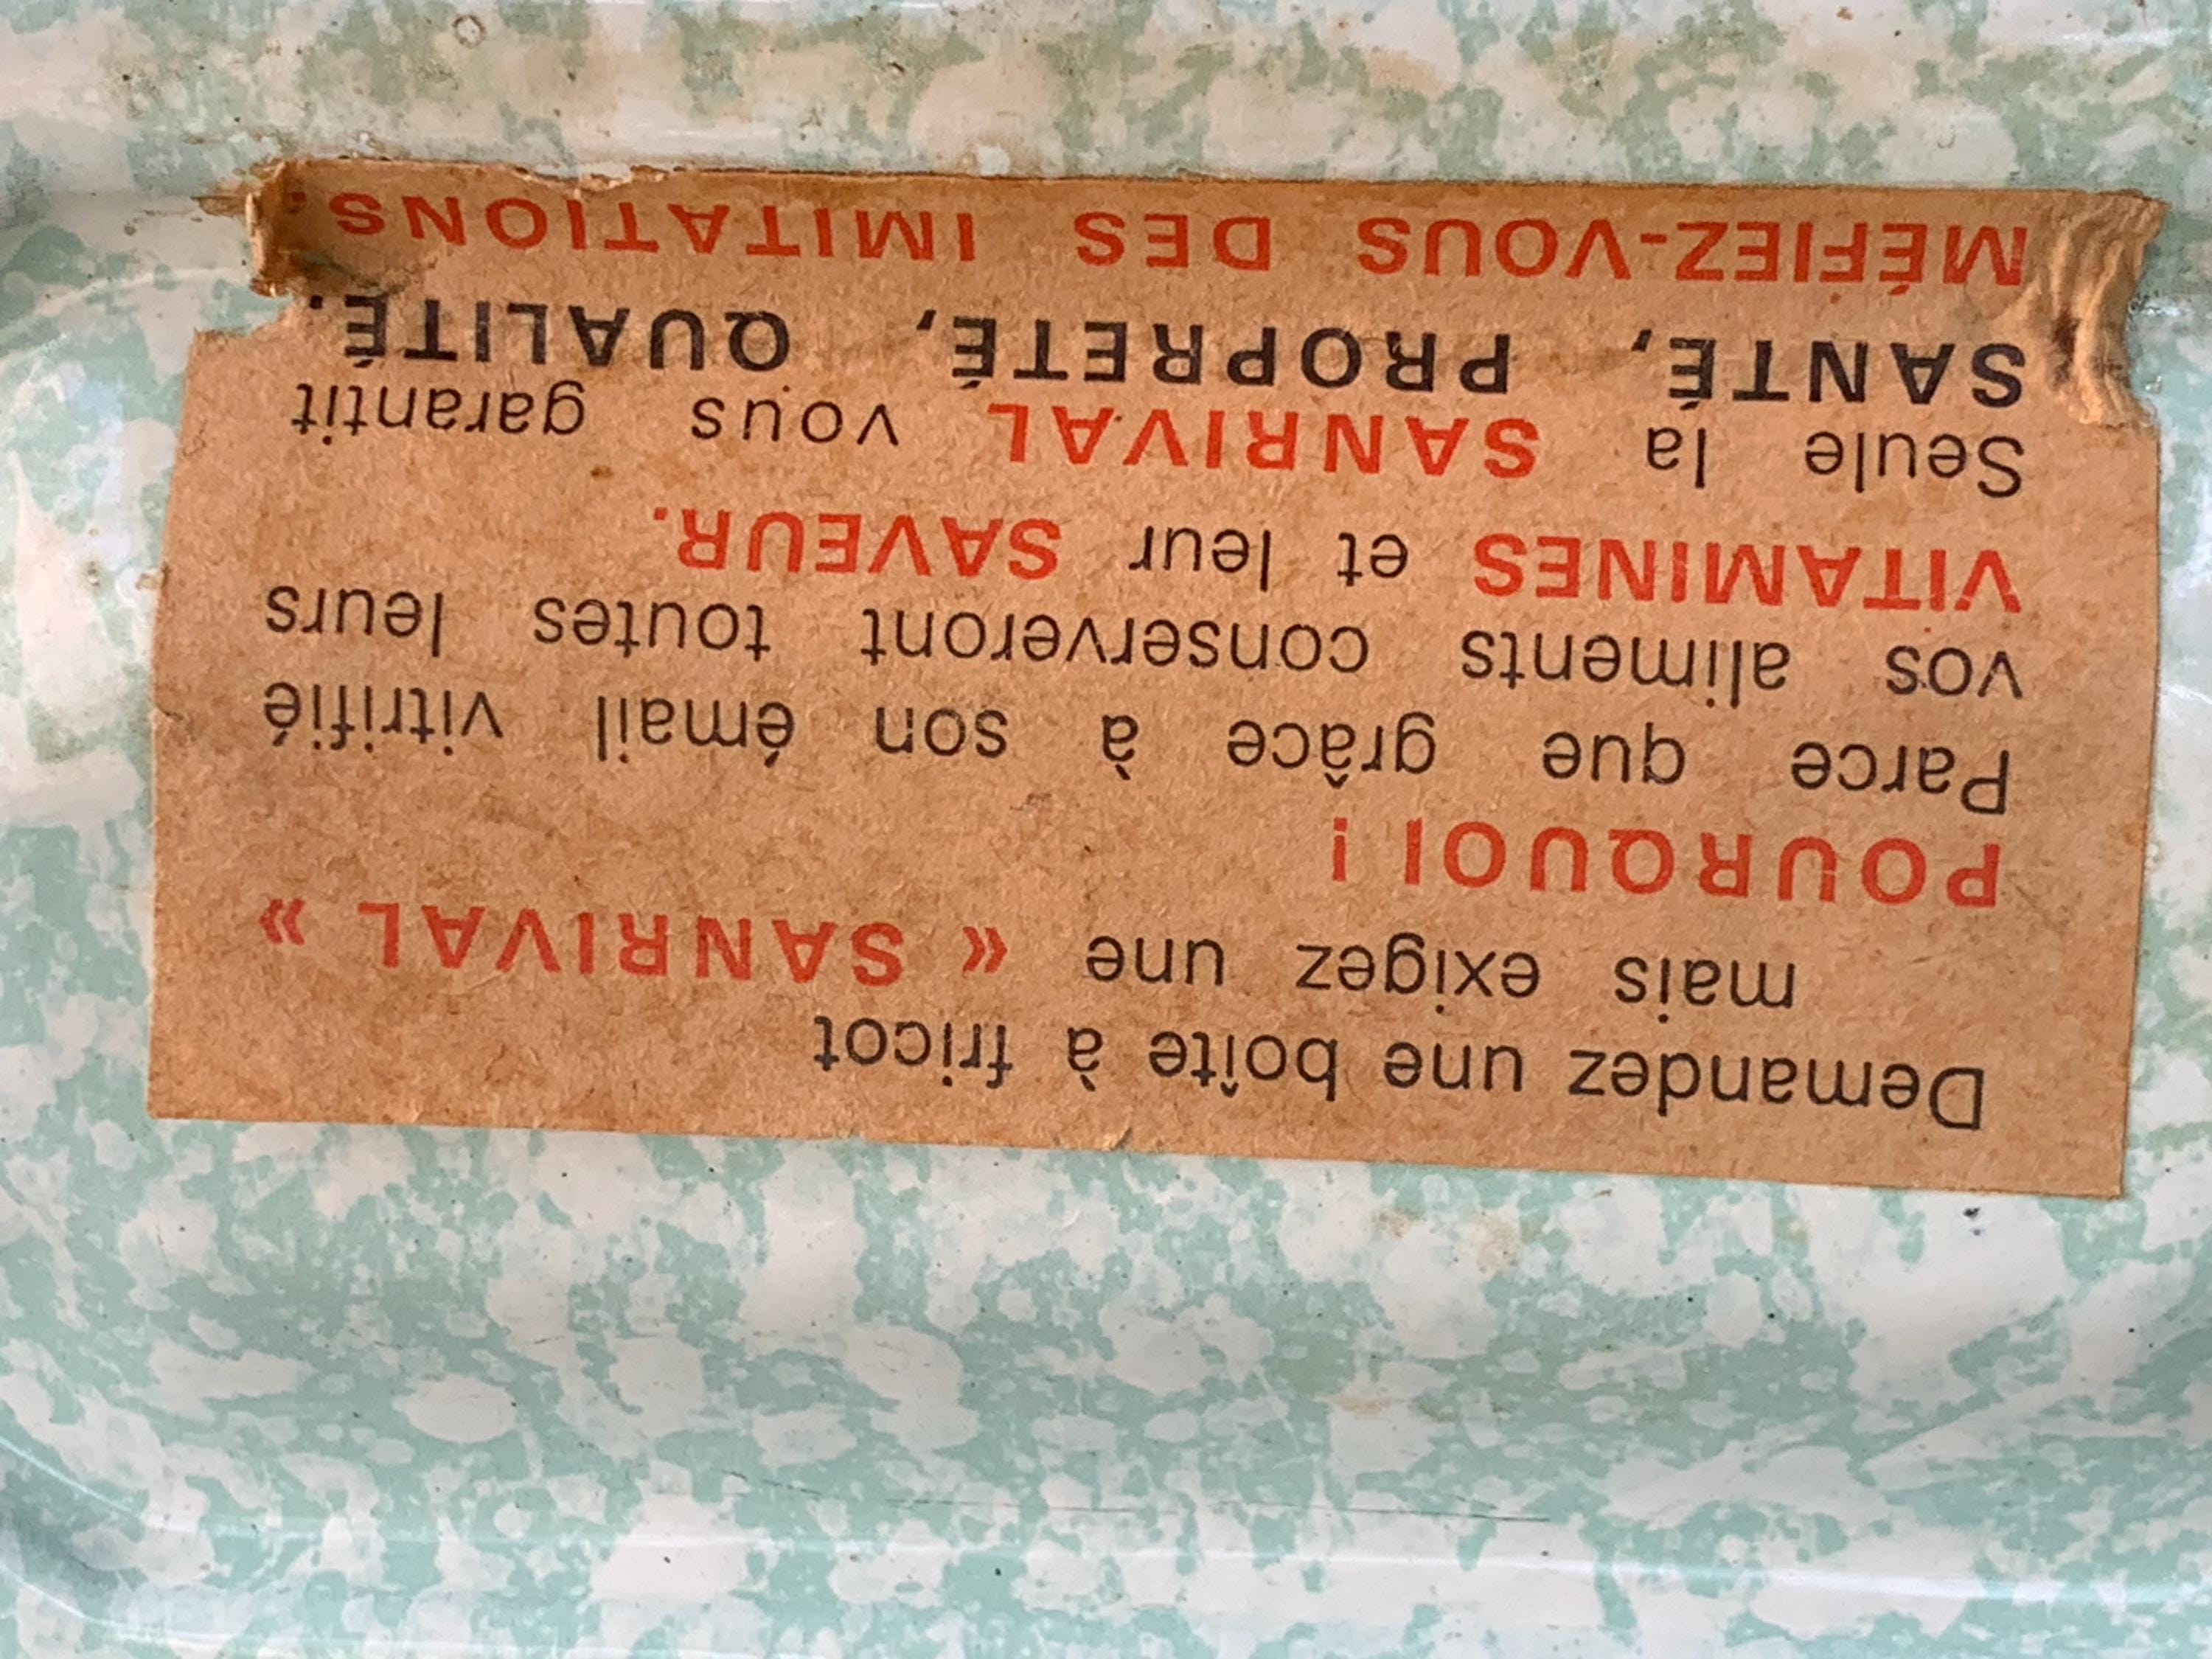 Demandez une boîte à fricot
mais exigez une « SANRIVAL »
POURQUOI !
Parce que grâce à son émail vitrifié
vos aliments conserveront toutes leurs
VITAMINES et leur SAVEUR.
Seule la SANRIVAL vous garantit
SANTÉ, PROPRETÉ, QUALITÉ.
MÉFIEZ-VOUS DES IMITATIONS.